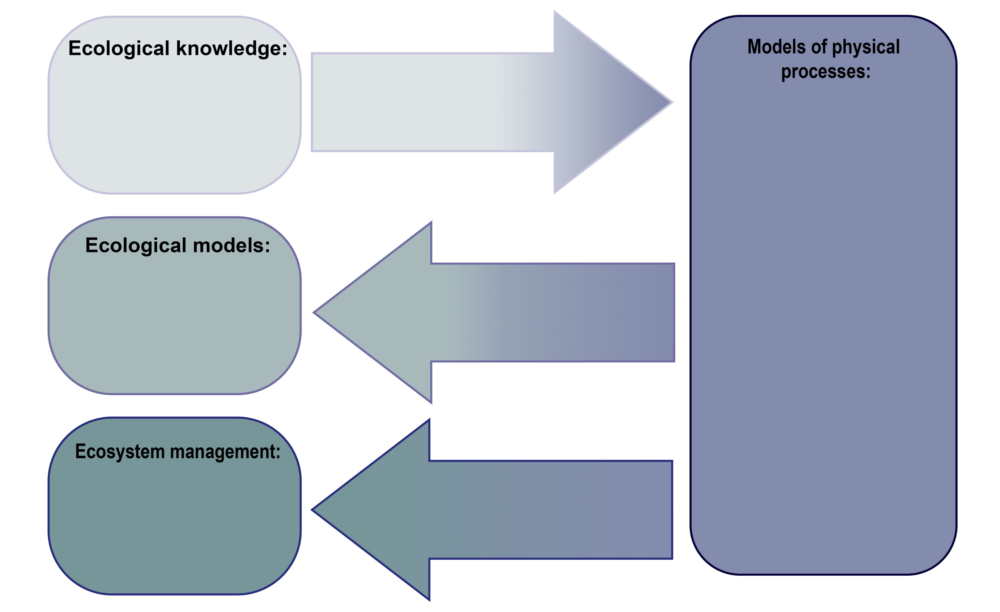 Ecological knowledge:
Models of physical
processes:
Ecological models:
Ecosystem management: